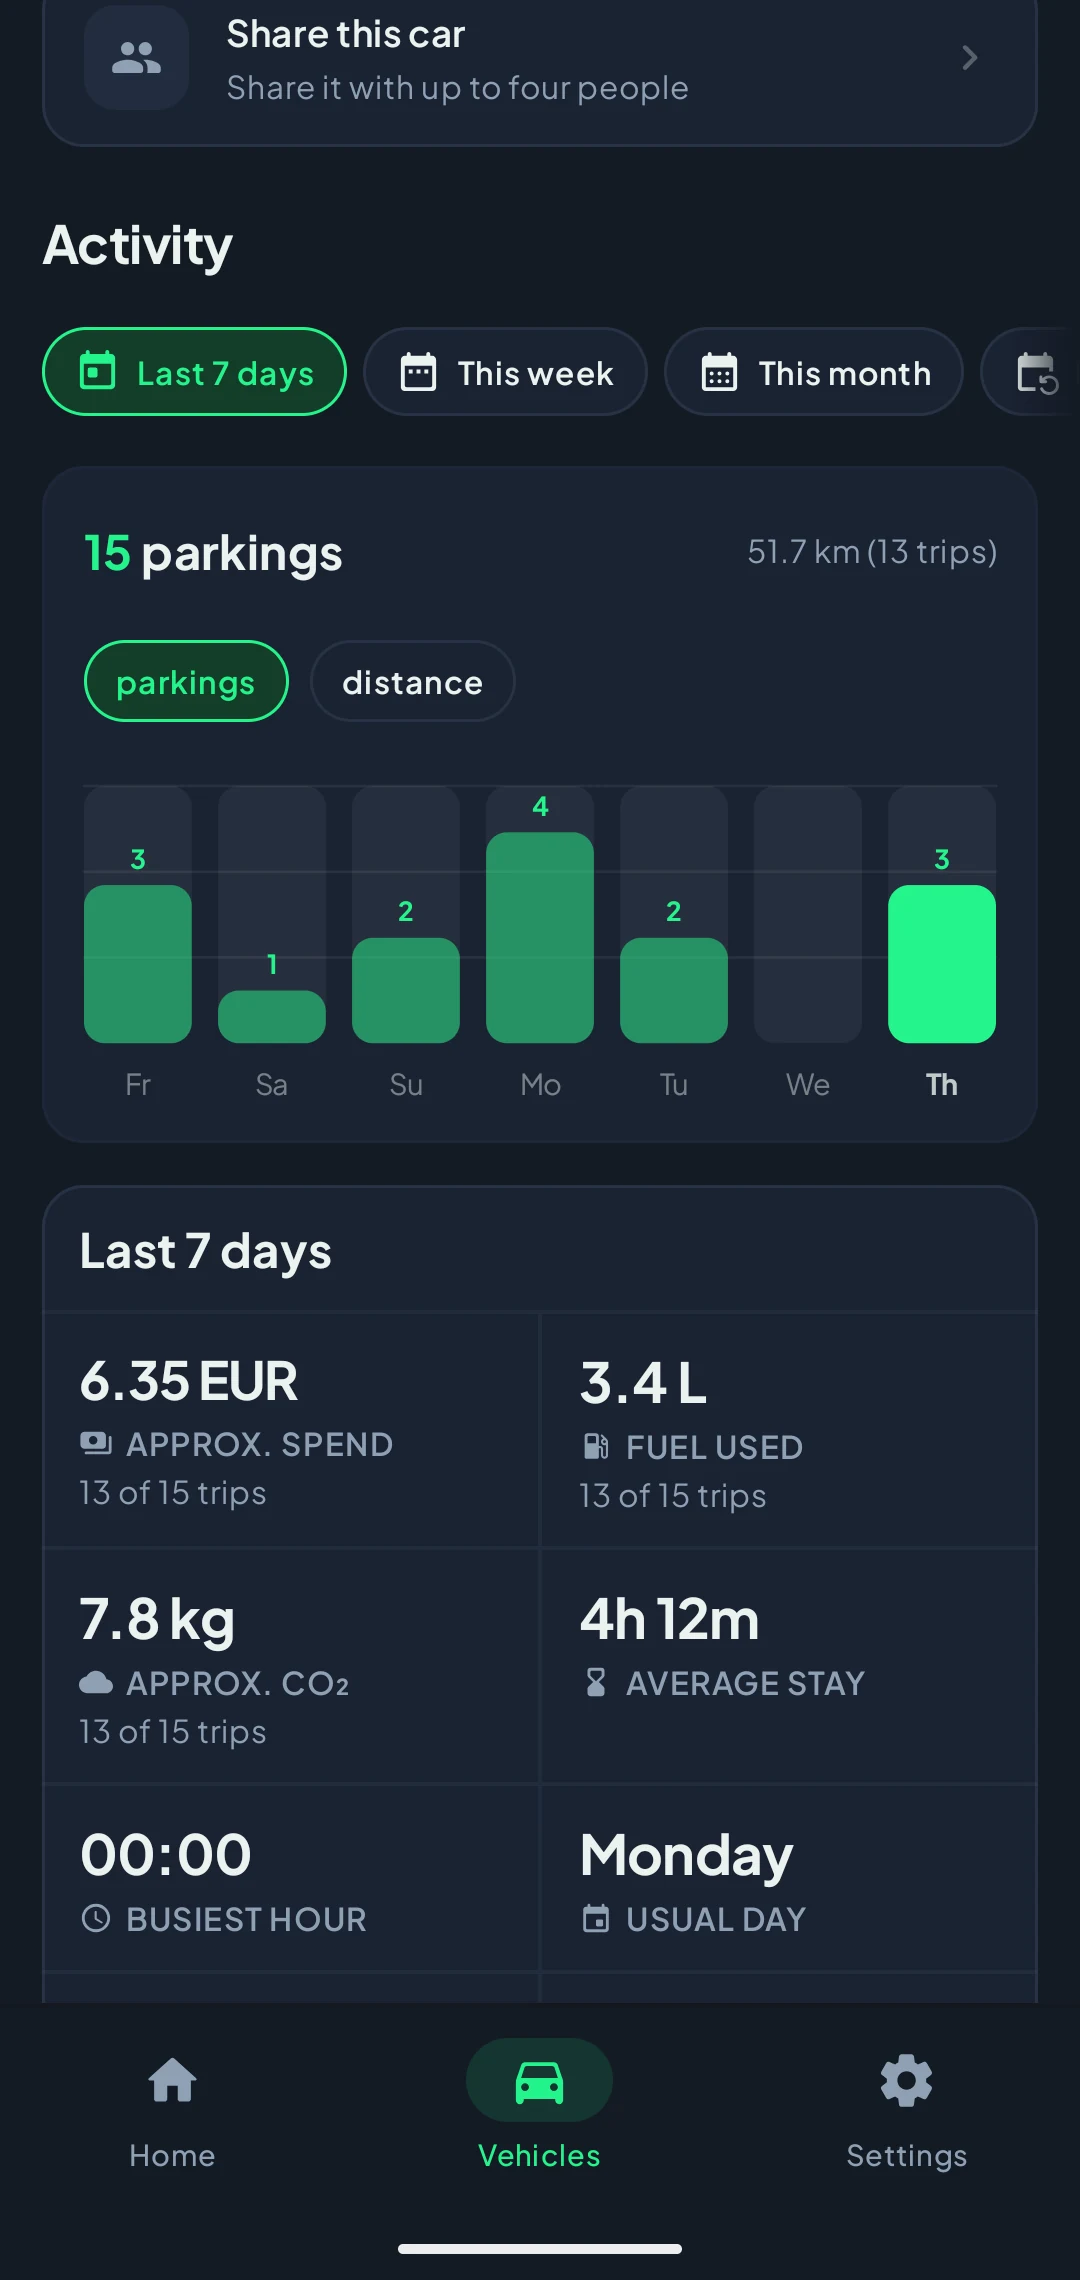 Share this car
Share it with up to four people
Activity
Last 7 days
This week
This month
15 parkings
51.7 km (13 trips)
parkings
distance
3
1
2
4
2
3
Fr
Sa
Su
Mo
Tu
We
Th
Last 7 days
6.35 EUR
APPROX. SPEND
13 of 15 trips
3.4 L
FUEL USED
13 of 15 trips
7.8 kg
APPROX. CO₂
13 of 15 trips
4h 12m
AVERAGE STAY
00:00
BUSIEST HOUR
Monday
USUAL DAY
Home
Vehicles
Settings